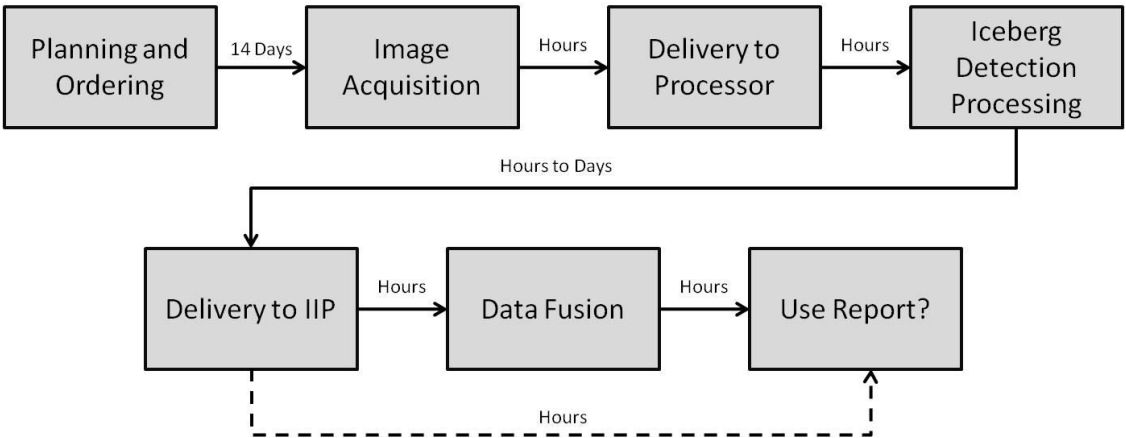 Planning and
Ordering
14 Days
Image
Acquisition
Hours
Delivery to
Processor
Hours
Iceberg
Detection
Processing
Hours to Days
Delivery to IIP
Hours
Data Fusion
Hours
Use Report?
Hours